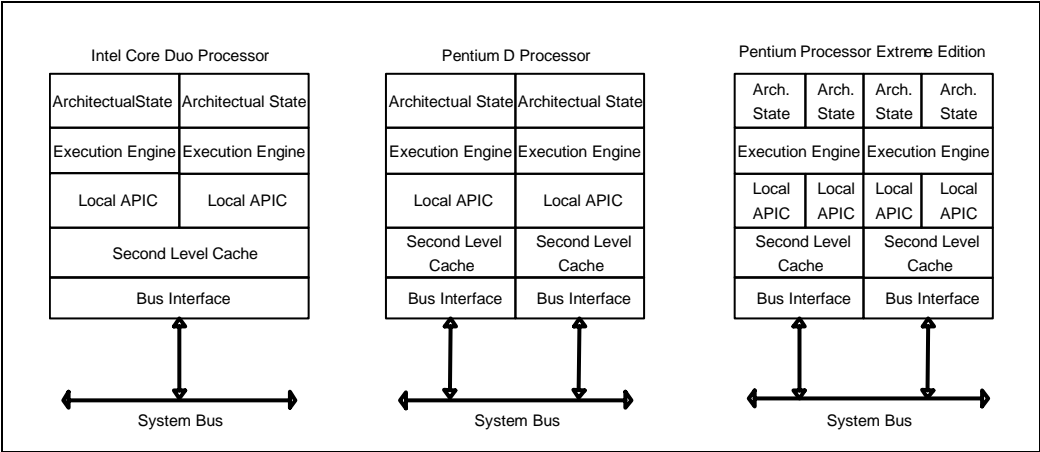 Intel Core Duo Processor
ArchitectualState Architectual State
Execution Engine Execution Engine
Local APIC Local APIC
Second Level Cache
Bus Interface
System Bus
Pentium D Processor
Architectual State Architectual State
Execution Engine Execution Engine
Local APIC Local APIC
Second Level Second Level
Cache Cache
Bus Interface Bus Interface
System Bus
Pentium Processor Extreme Edition
Arch. Arch. Arch. Arch.
State State State State
Execution Engine Execution Engine
Local Local Local Local
APIC APIC APIC APIC
Second Level Second Level
Cache Cache
Bus Interface Bus Interface
System Bus